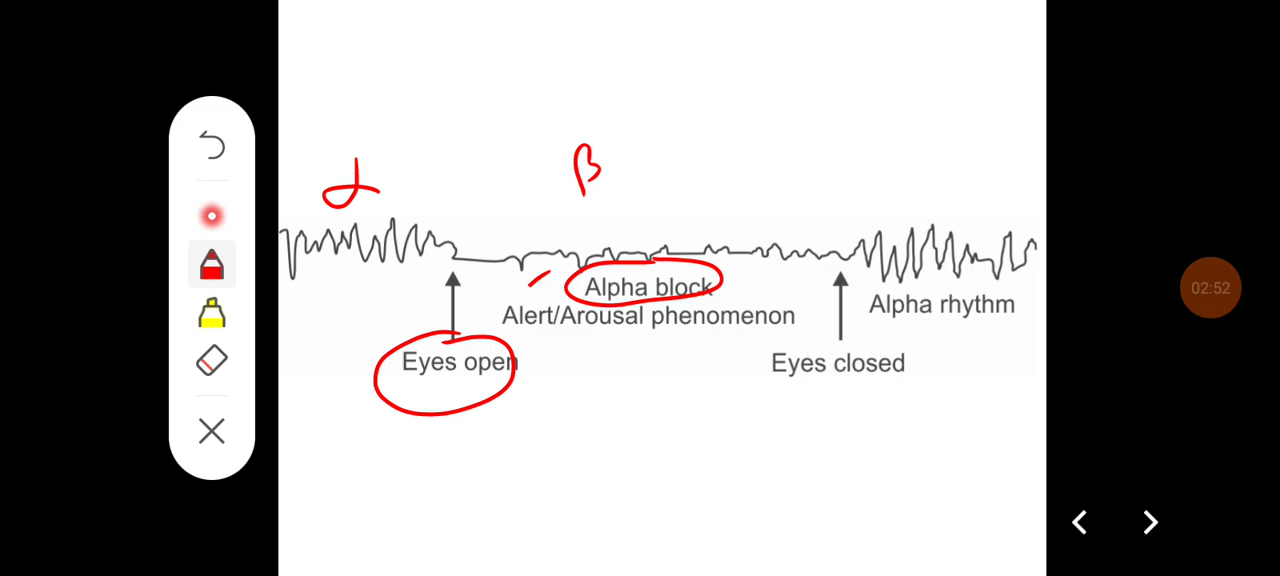 α
β
Alpha block
Alert/Arousal phenomenon
Alpha rhythm
Eyes open
Eyes closed
02:52